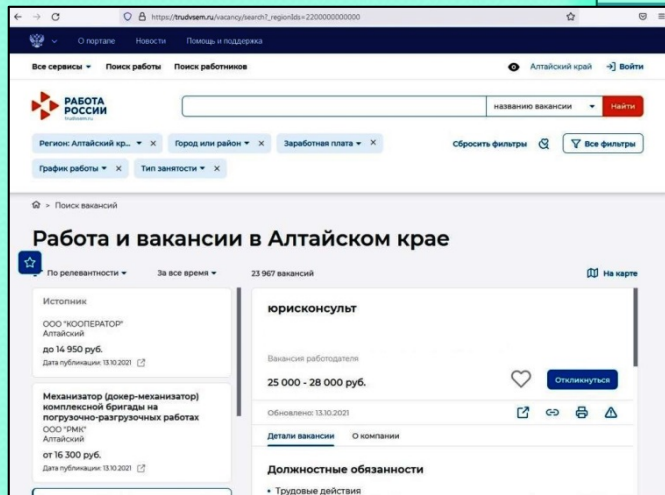 https://trudvsem.ru/vacancy/search?_regionIds=2200000000000
О портале Новости Помощь и поддержка
Все сервисы Поиск работы Поиск работников Алтайский край Войти
РАБОТА
РОССИИ
trudvsem.ru
названию вакансии Найти
Регион: Алтайский кр... × Город или район × Заработная плата × Сбросить фильтры Все фильтры
График работы × Тип занятости ×
> Поиск вакансий
Работа и вакансии в Алтайском крае
По релевантности За все время 23 967 вакансий На карте
Истопник
ООО "КООПЕРАТОР"
Алтайский
до 14 950 руб.
Дата публикации: 13.10.2021
Механизатор (докер-механизатор)
комплексной бригады на
погрузочно-разгрузочных работах
ООО "РМК"
Алтайский
от 16 300 руб.
Дата публикации: 13.10.2021
юрисконсульт
Вакансия работодателя
25 000 - 28 000 руб. Откликнуться
Обновлено: 13.10.2021
Детали вакансии О компании
Должностные обязанности
• Трудовые действия